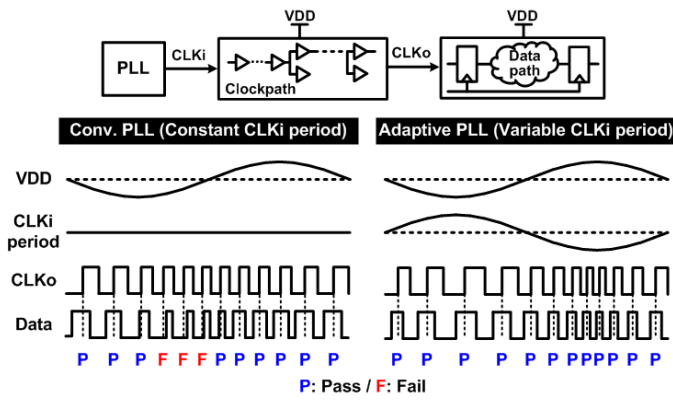 VDD VDD
PLL CLKi Clockpath CLKo Data path
Conv. PLL (Constant CLKi period) Adaptive PLL (Variable CLKi period)
VDD
CLKi period
CLKo
Data
P P P F F F P P P P P P P P P P P P P P P P P P
P: Pass / F: Fail